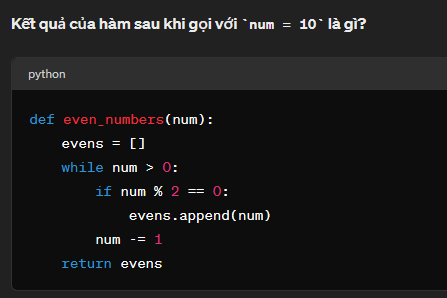 Kết quả của hàm sau khi gọi với `num = 10` là gì?
python
def even_numbers(num):
    evens = []
    while num > 0:
        if num % 2 == 0:
            evens.append(num)
        num -= 1
    return evens